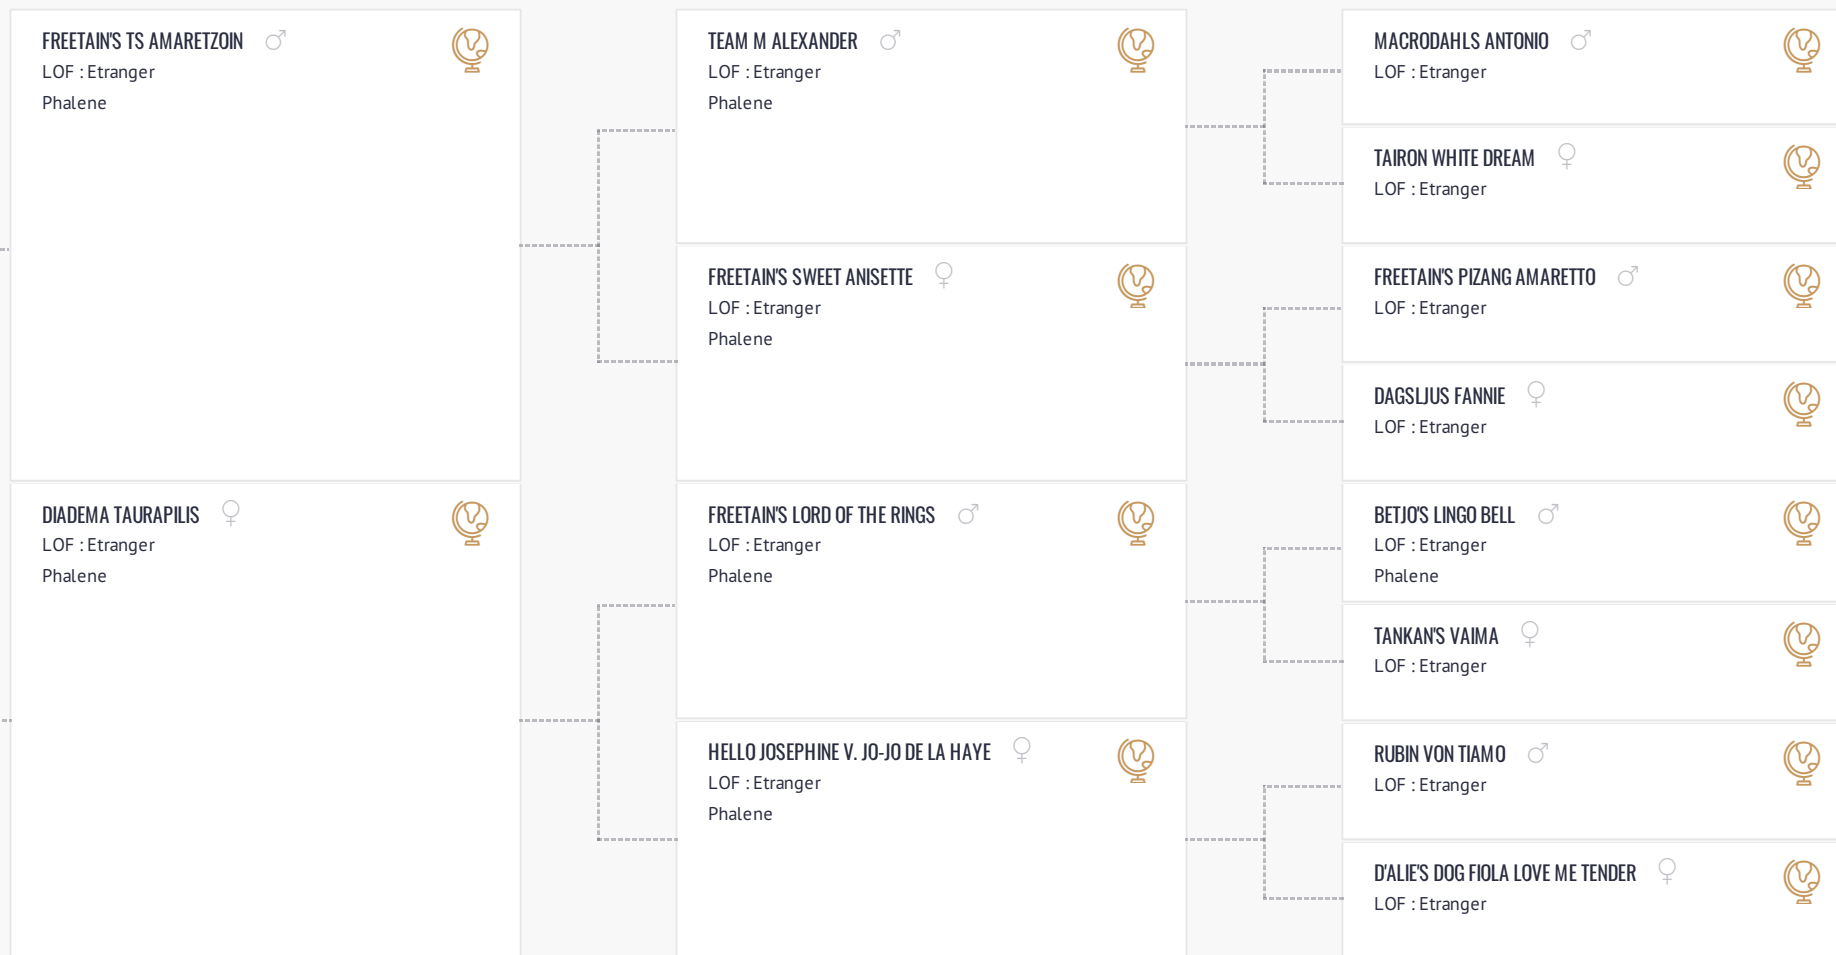 FREETAIN'S TS AMARETZOIN
LOF : Etranger
Phalene
DIADEMA TAURAPILIS
LOF : Etranger
Phalene
TEAM M ALEXANDER
LOF : Etranger
Phalene
FREETAIN'S SWEET ANISETTE
LOF : Etranger
Phalene
FREETAIN'S LORD OF THE RINGS
LOF : Etranger
Phalene
HELLO JOSEPHINE V. JO-JO DE LA HAYE
LOF : Etranger
Phalene
MACRODAHLS ANTONIO
LOF : Etranger
TAIRON WHITE DREAM
LOF : Etranger
FREETAIN'S PIZANG AMARETTO
LOF : Etranger
DAGSLJUS FANNIE
LOF : Etranger
BETJO'S LINGO BELL
LOF : Etranger
Phalene
TANKAN'S VAIMA
LOF : Etranger
RUBIN VON TIAMO
LOF : Etranger
D'ALIE'S DOG FIOLA LOVE ME TENDER
LOF : Etranger